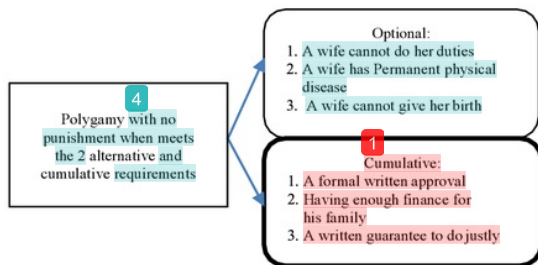 4
Polygamy with no
punishment when meets
the 2 alternative and
cumulative requirements
Optional:
1. A wife cannot do her duties
2. A wife has Permanent physical
disease
3. A wife cannot give her birth
1
Cumulative:
1. A formal written approval
2. Having enough finance for
his family
3. A written guarantee to do justly